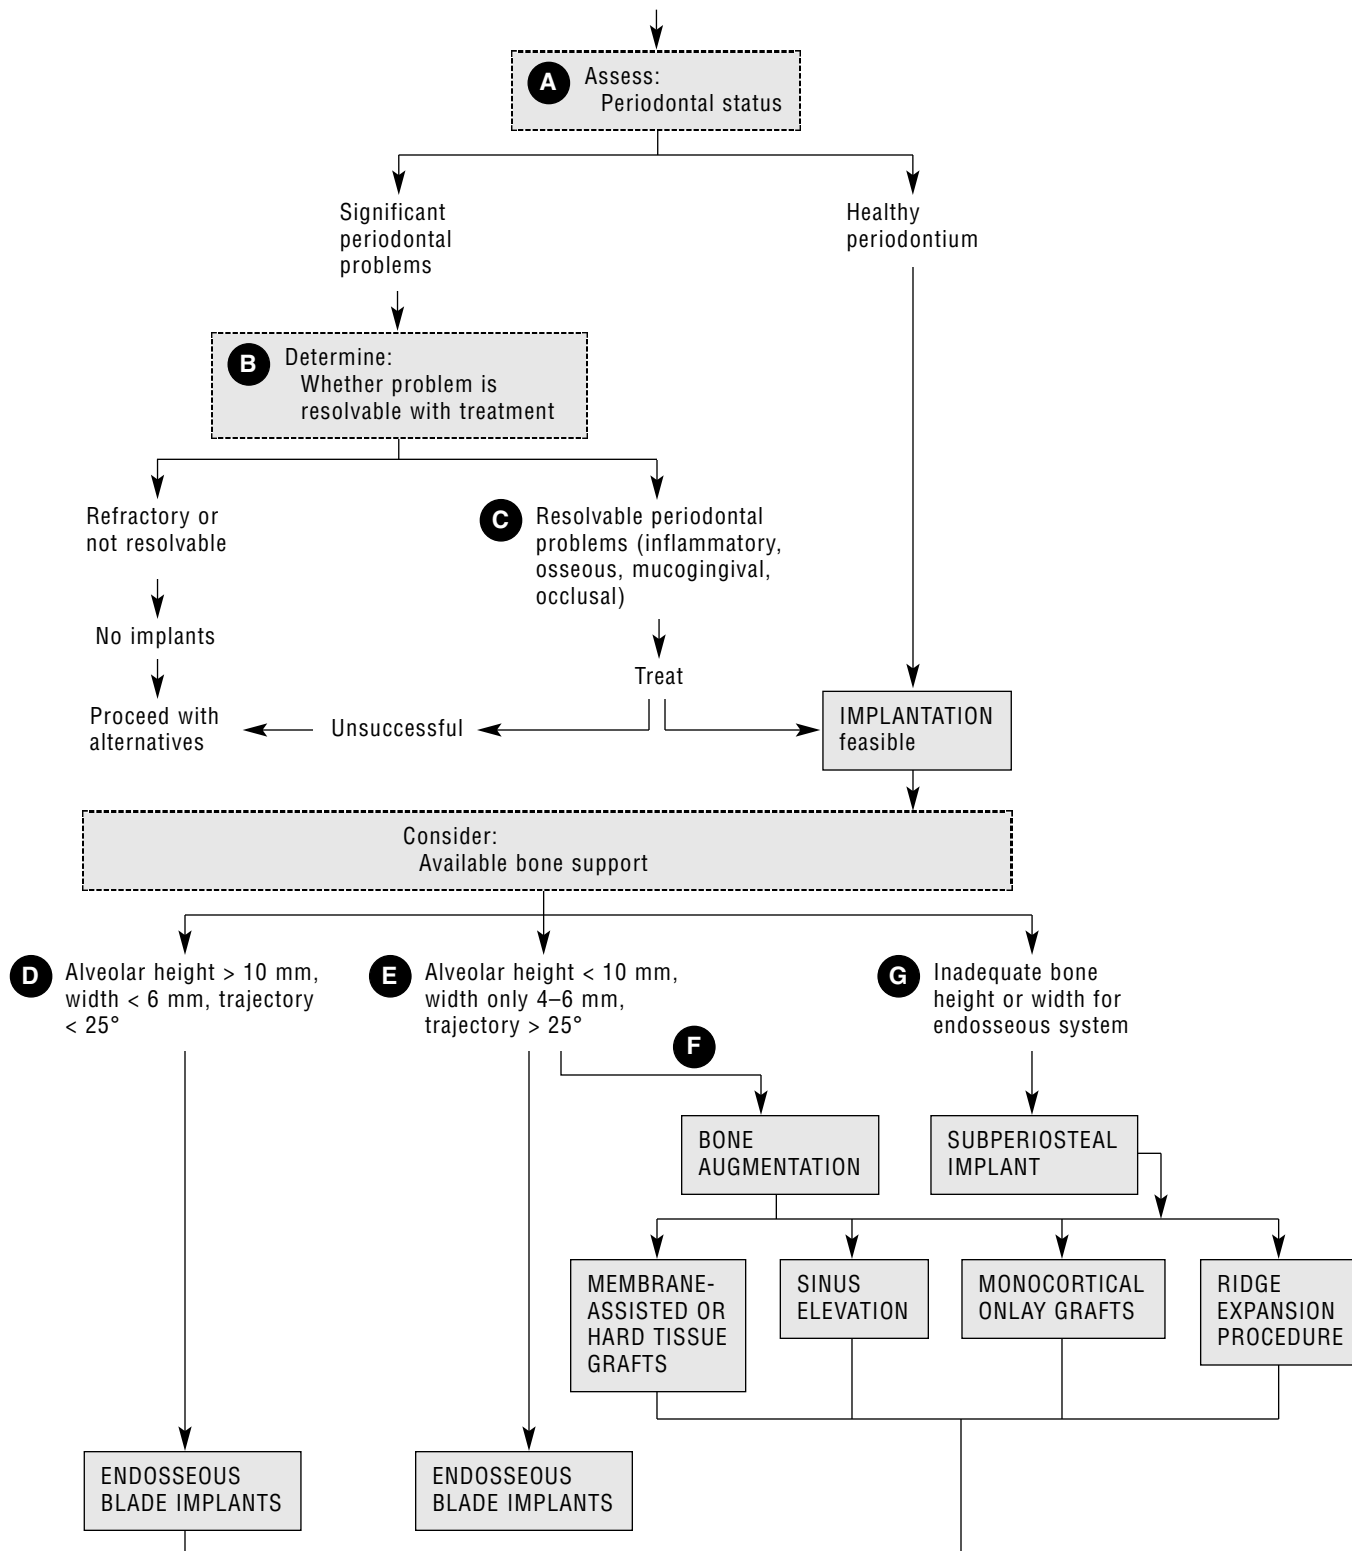 A
Assess:
Periodontal status
Significant
periodontal
problems
Healthy
periodontium
B
Determine:
Whether problem is
resolvable with treatment
Refractory or
not resolvable
C
Resolvable periodontal
problems (inflammatory,
osseous, mucogingival,
occlusal)
No implants
Treat
Proceed with
alternatives
Unsuccessful
IMPLANTATION
feasible
Consider:
Available bone support
D
Alveolar height > 10 mm,
width < 6 mm, trajectory
< 25°
E
Alveolar height < 10 mm,
width only 4–6 mm,
trajectory > 25°
G
Inadequate bone
height or width for
endosseous system
F
BONE
AUGMENTATION
SUBPERIOSTEAL
IMPLANT
MEMBRANE-
ASSISTED OR
HARD TISSUE
GRAFTS
SINUS
ELEVATION
MONOCORTICAL
ONLAY GRAFTS
RIDGE
EXPANSION
PROCEDURE
ENDOSSEOUS
BLADE IMPLANTS
ENDOSSEOUS
BLADE IMPLANTS